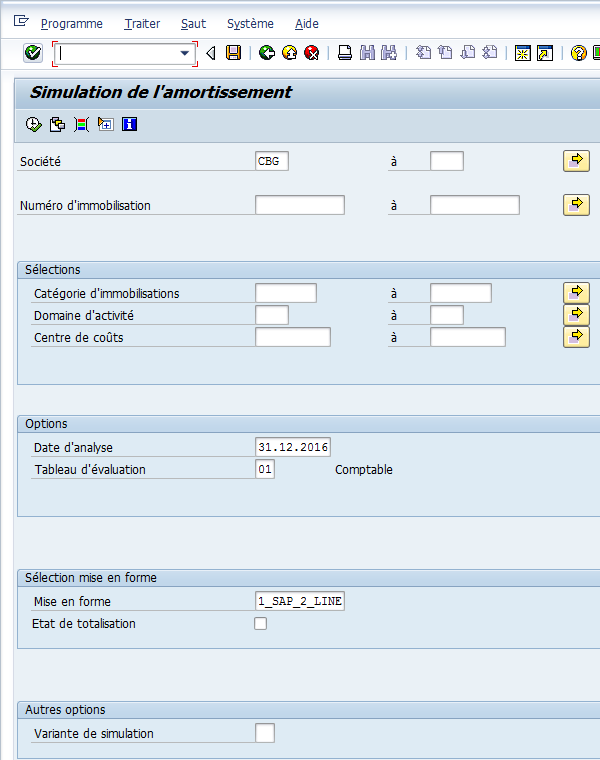 Programme Traiter Saut Système Aide
Simulation de l'amortissement
Société CBG à
Numéro d'immobilisation à
Sélections
Catégorie d'immobilisations à
Domaine d'activité à
Centre de coûts à
Options
Date d'analyse 31.12.2016
Tableau d'évaluation 01 Comptable
Sélection mise en forme
Mise en forme 1_SAP_2_LINE
Etat de totalisation
Autres options
Variante de simulation